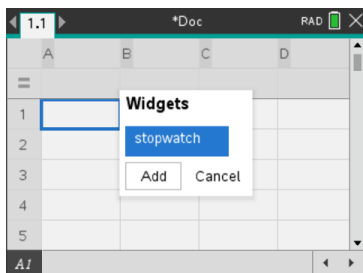 1.1 *Doc RAD
A B C D
=
Widgets
1
stopwatch
2
3 Add Cancel
4
5
A1